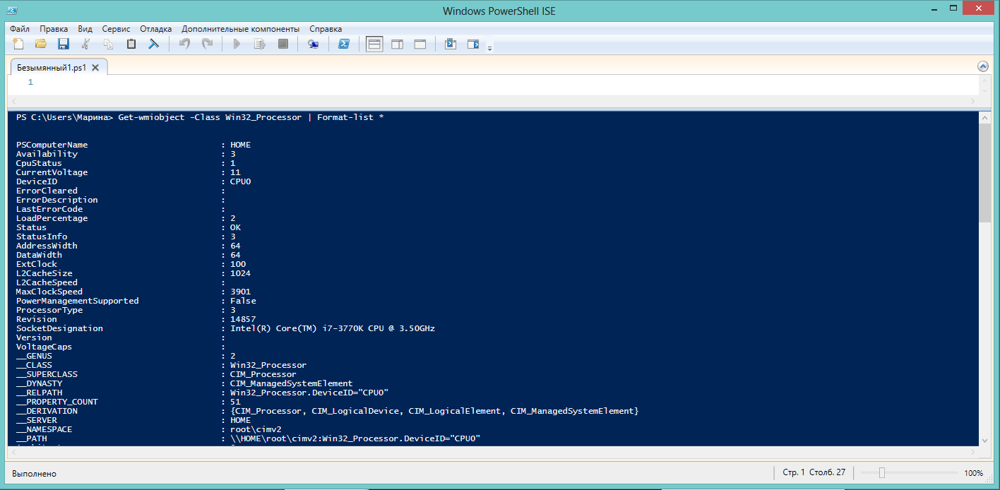 Windows PowerShell ISE
Файл Правка Вид Сервис Отладка Дополнительные компоненты Справка
Безымянный1.ps1
1
PS C:\Users\Марина> Get-wmiobject -Class Win32_Processor | Format-list *
PSComputerName : HOME
Availability : 3
CpuStatus : 1
CurrentVoltage : 11
DeviceID : CPU0
ErrorCleared :
ErrorDescription :
LastErrorCode :
LoadPercentage : 2
Status : OK
StatusInfo : 3
AddressWidth : 64
DataWidth : 64
ExtClock : 100
L2CacheSize : 1024
L2CacheSpeed :
MaxClockSpeed : 3901
PowerManagementSupported : False
ProcessorType : 3
Revision : 14857
SocketDesignation : Intel(R) Core(TM) i7-3770K CPU @ 3.50GHz
Version :
VoltageCaps :
__GENUS : 2
__CLASS : Win32_Processor
__SUPERCLASS : CIM_Processor
__DYNASTY : CIM_ManagedSystemElement
__RELPATH : Win32_Processor.DeviceID="CPU0"
__PROPERTY_COUNT : 51
__DERIVATION : {CIM_Processor, CIM_LogicalDevice, CIM_LogicalElement, CIM_ManagedSystemElement}
__SERVER : HOME
__NAMESPACE : root\cimv2
__PATH : \\HOME\root\cimv2:Win32_Processor.DeviceID="CPU0"
Выполнено
Стр. 1 Столб. 27
100%